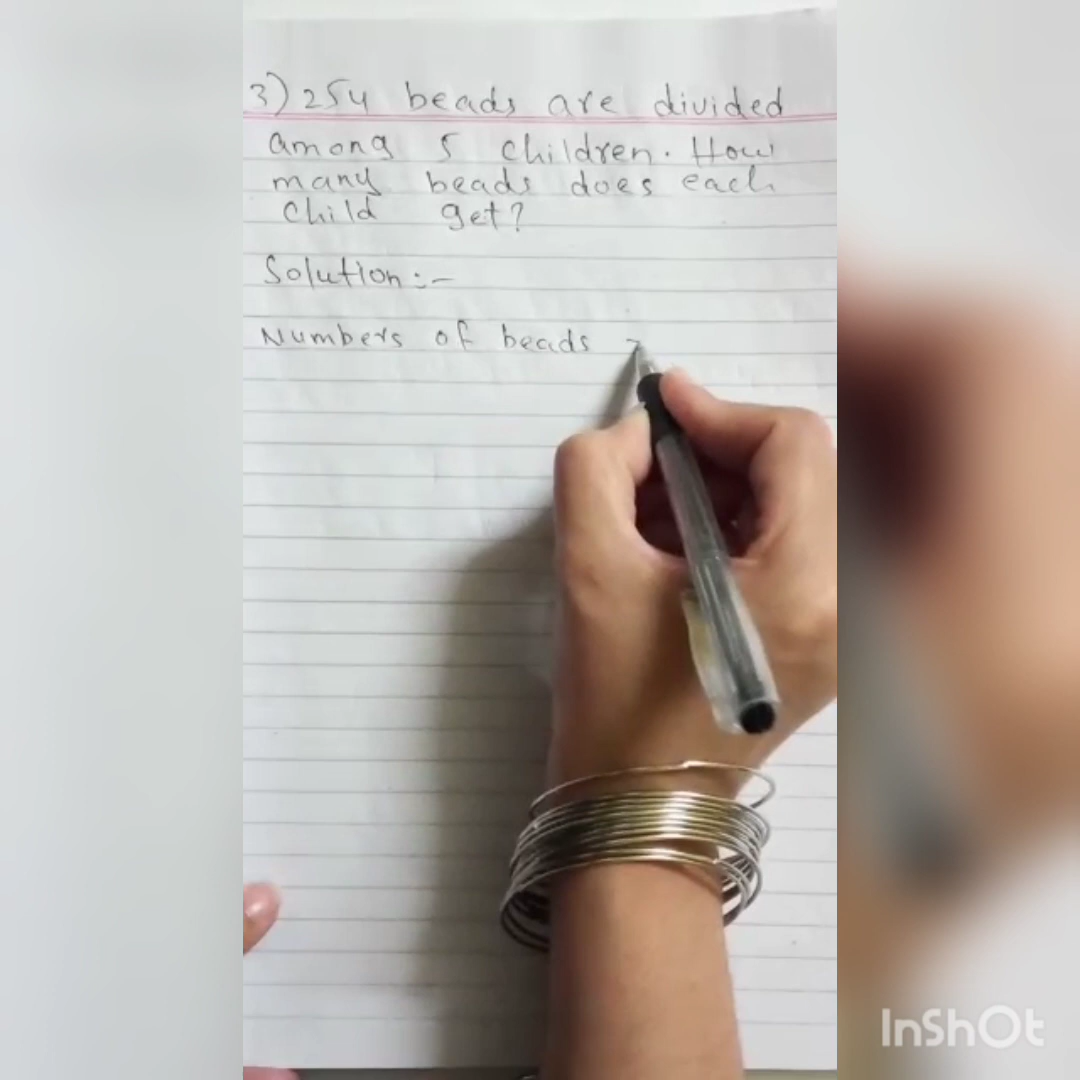 3) 254 beads are divided
among 5 children. How
many beads does each
child get?
Solution :-
Numbers of beads =
InShOt